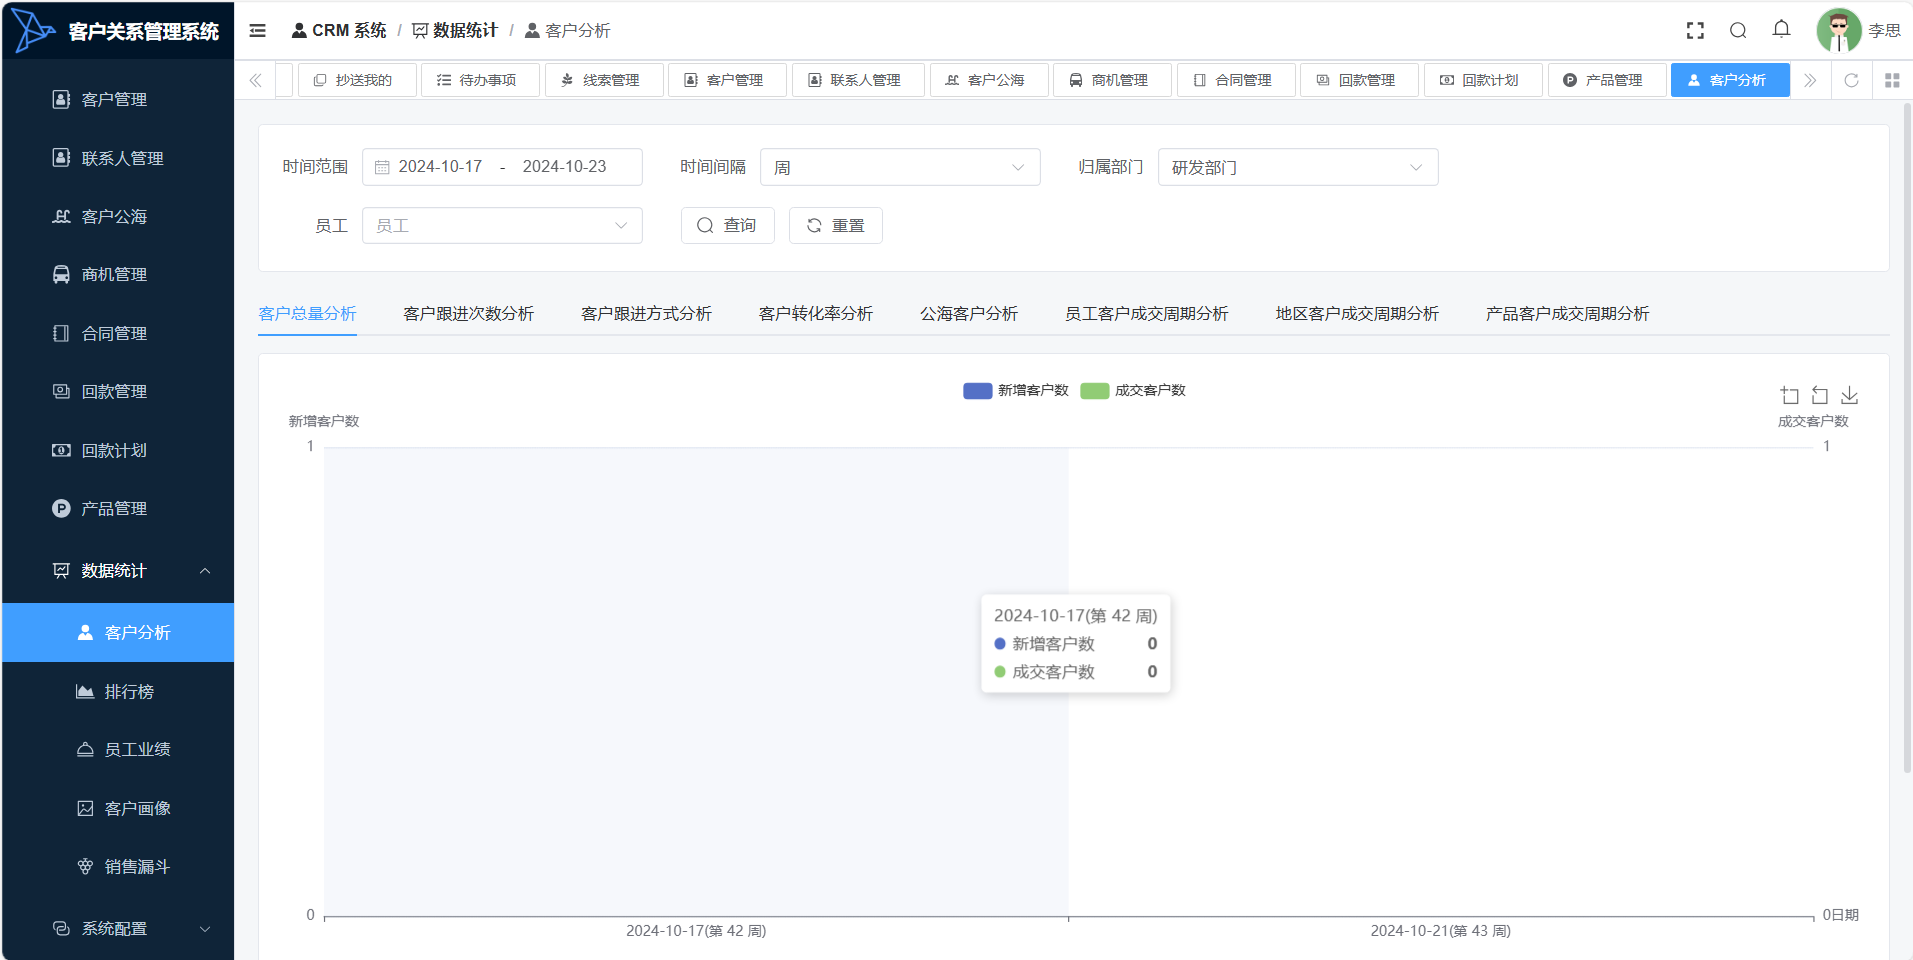 客户关系管理系统
CRM 系统 / 数据统计 / 客户分析
李思
抄送我的
待办事项
线索管理
客户管理
联系人管理
客户公海
商机管理
合同管理
回款管理
回款计划
产品管理
客户分析
客户管理
联系人管理
客户公海
商机管理
合同管理
回款管理
回款计划
产品管理
数据统计
客户分析
排行榜
员工业绩
客户画像
销售漏斗
系统配置
时间范围 2024-10-17 - 2024-10-23
时间间隔 周
归属部门 研发部门
员工 员工
查询
重置
客户总量分析
客户跟进次数分析
客户跟进方式分析
客户转化率分析
公海客户分析
员工客户成交周期分析
地区客户成交周期分析
产品客户成交周期分析
新增客户数 成交客户数
新增客户数
成交客户数
1
1
2024-10-17(第 42 周)
新增客户数 0
成交客户数 0
0
0日期
2024-10-17(第 42 周)
2024-10-21(第 43 周)